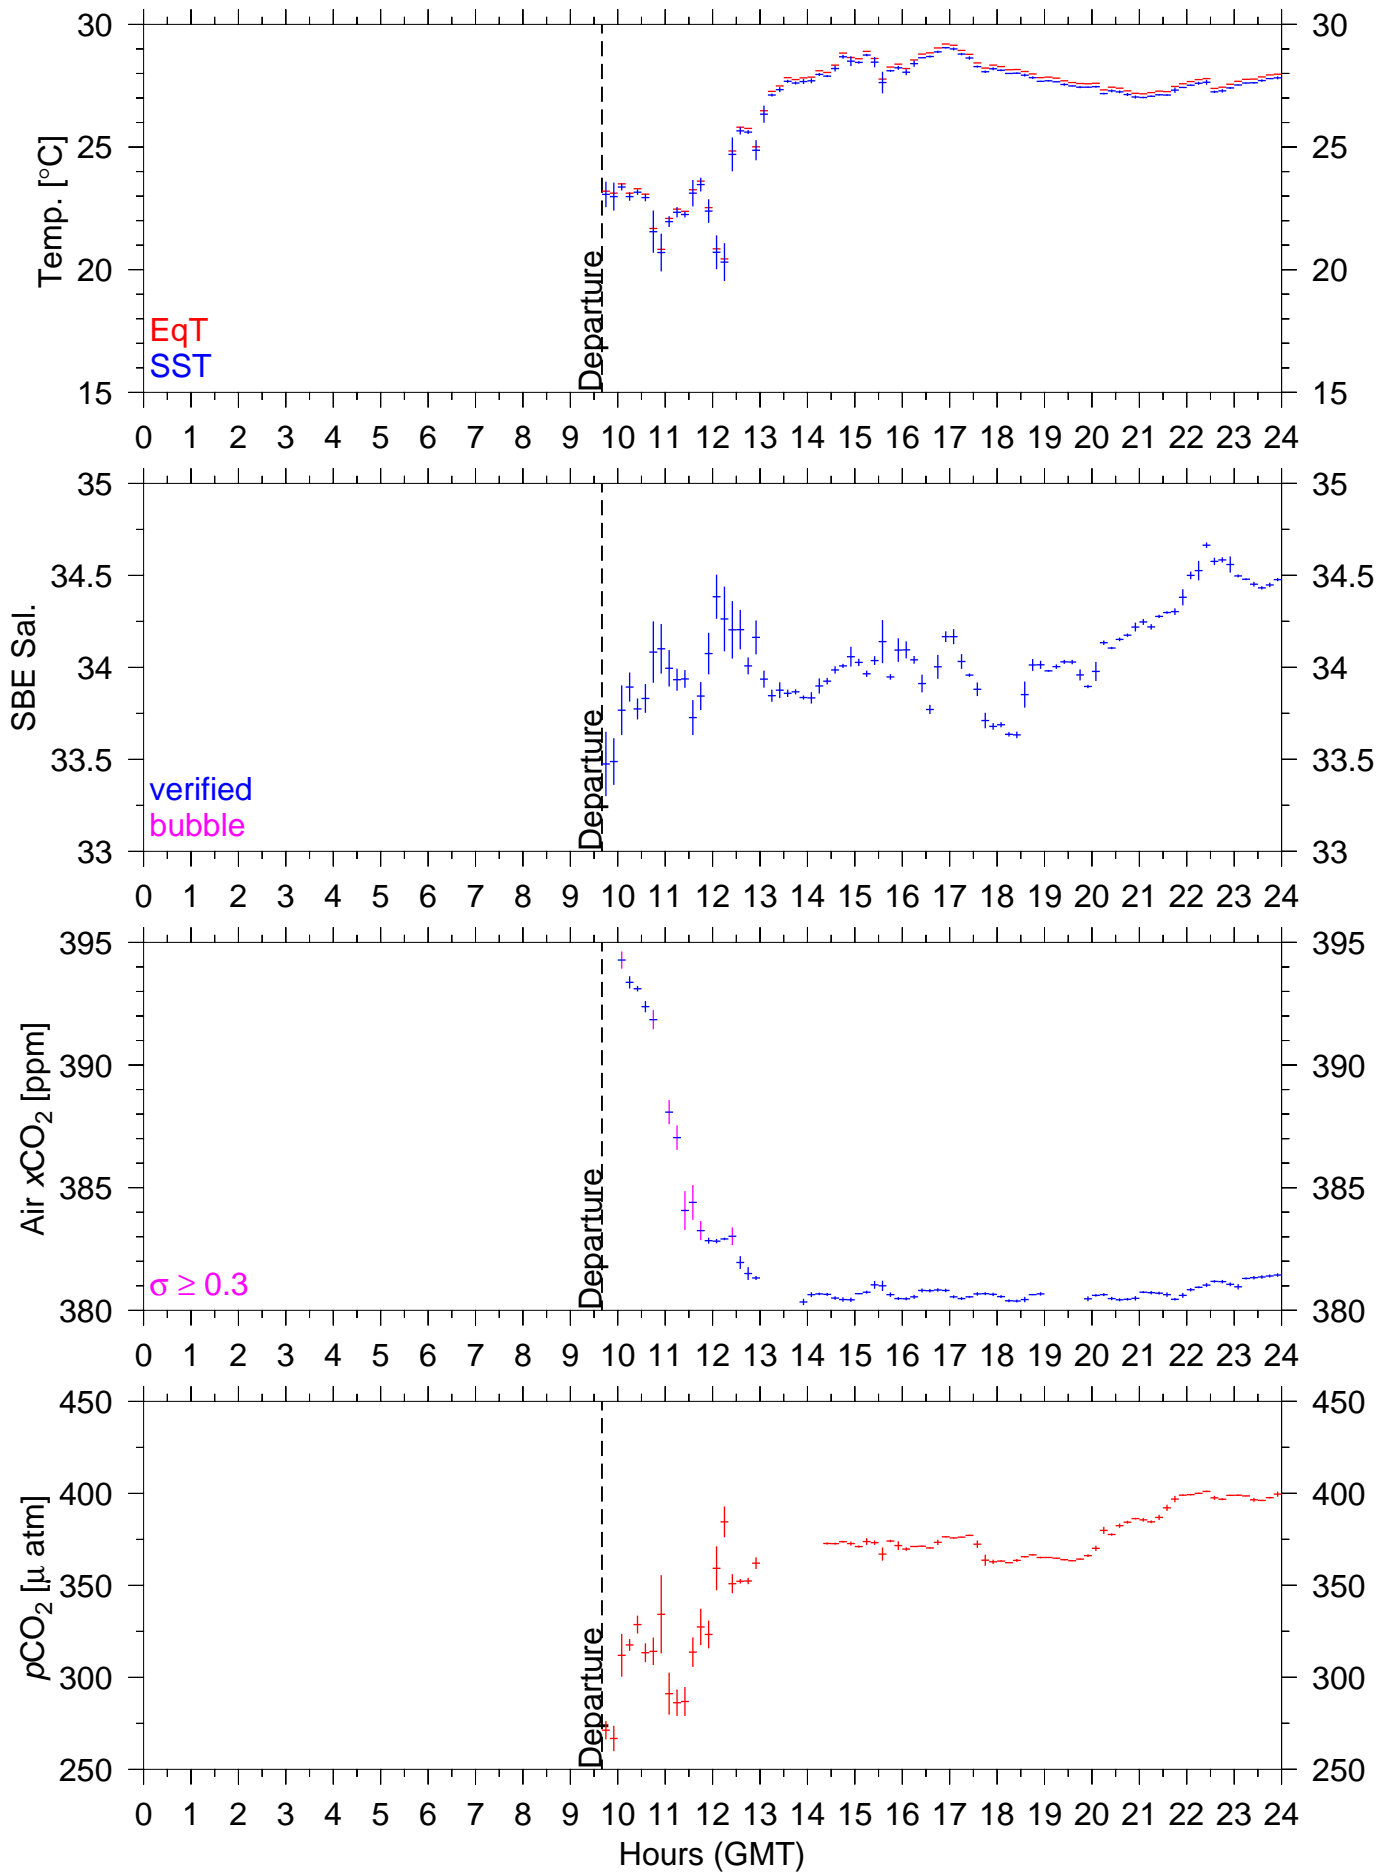 30 30
25 25
20 20
15 15
Temp. [°C]
EqT
SST
Departure
0 1 2 3 4 5 6 7 8 9 10 11 12 13 14 15 16 17 18 19 20 21 22 23 24
35 35
34.5 34.5
34 34
33.5 33.5
33 33
SBE Sal.
verified
bubble
Departure
0 1 2 3 4 5 6 7 8 9 10 11 12 13 14 15 16 17 18 19 20 21 22 23 24
395 395
390 390
385 385
380 380
Air xCO₂ [ppm]
σ ≥ 0.3
Departure
0 1 2 3 4 5 6 7 8 9 10 11 12 13 14 15 16 17 18 19 20 21 22 23 24
450 450
400 400
350 350
300 300
250 250
pCO₂ [µ atm]
Departure
0 1 2 3 4 5 6 7 8 9 10 11 12 13 14 15 16 17 18 19 20 21 22 23 24
Hours (GMT)